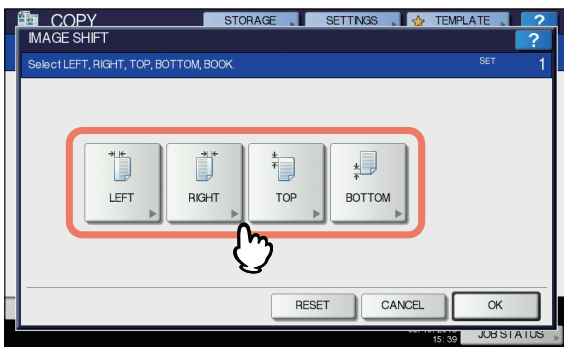 COPY STORAGE SETTINGS TEMPLATE ?
IMAGE SHIFT ?
Select LEFT, RIGHT, TOP, BOTTOM, BOOK. SET 1
LEFT RIGHT TOP BOTTOM
RESET CANCEL OK
15:39 JOB STATUS